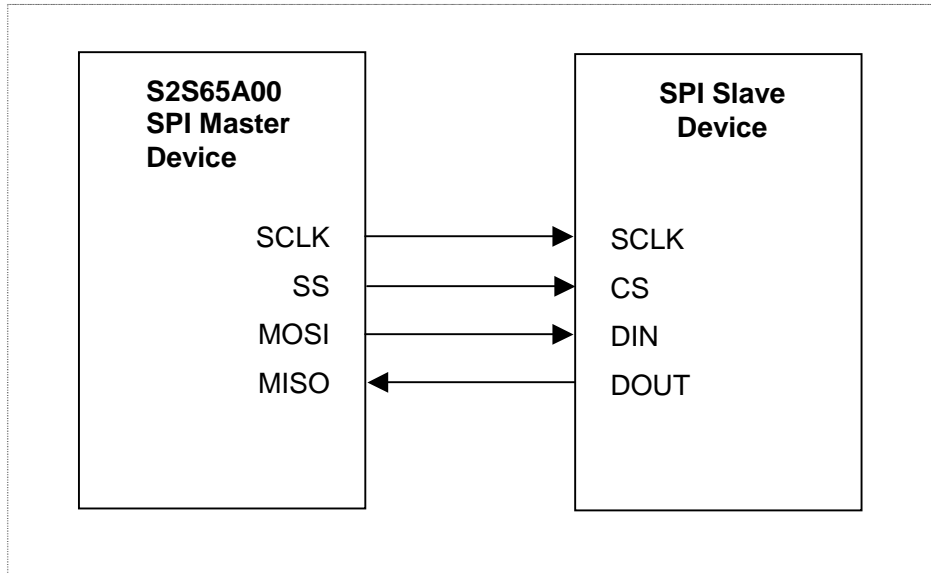 S2S65A00
SPI Master
Device
SCLK
SS
MOSI
MISO
SPI Slave
Device
SCLK
CS
DIN
DOUT